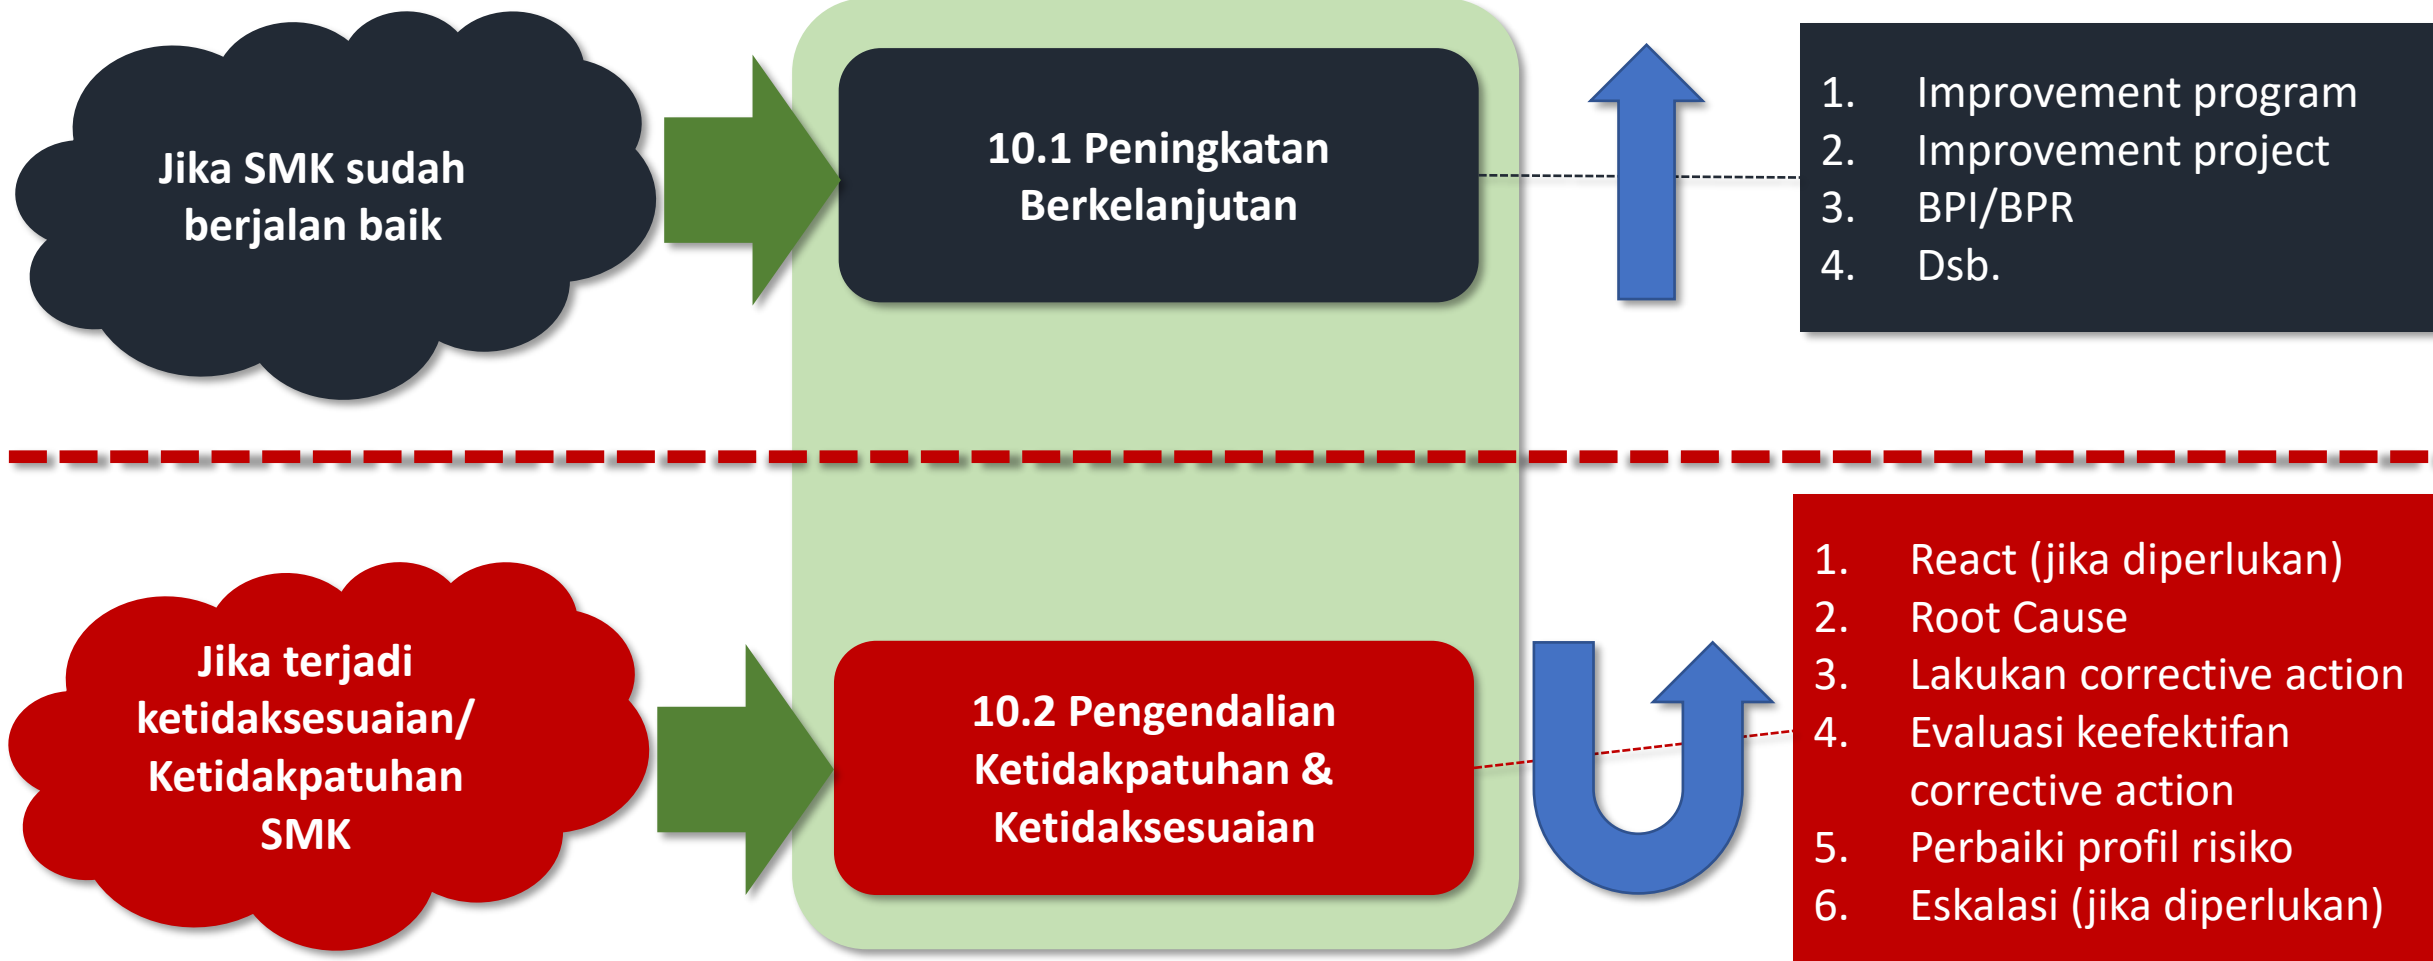 Jika SMK sudah
berjalan baik
10.1 Peningkatan
Berkelanjutan
1. Improvement program
2. Improvement project
3. BPI/BPR
4. Dsb.
Jika terjadi
ketidaksesuaian/
Ketidakpatuhan
SMK
10.2 Pengendalian
Ketidakpatuhan &
Ketidaksesuaian
1. React (jika diperlukan)
2. Root Cause
3. Lakukan corrective action
4. Evaluasi keefektifan
corrective action
5. Perbaiki profil risiko
6. Eskalasi (jika diperlukan)